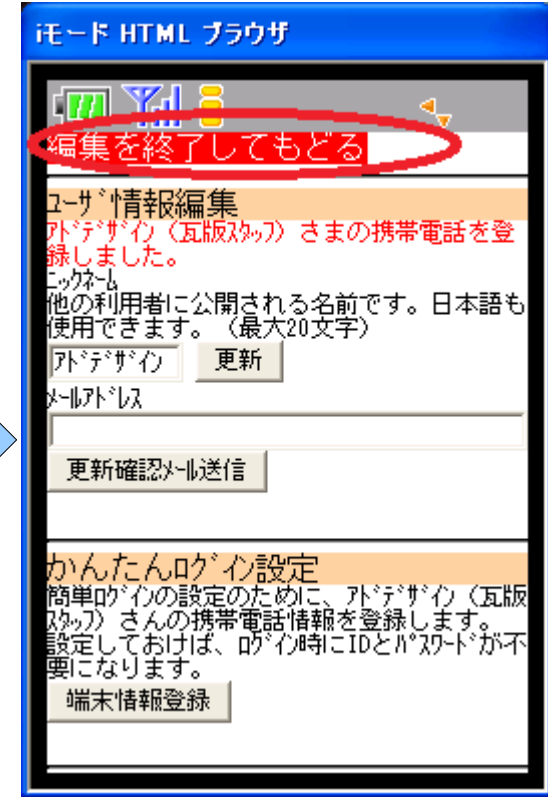 iモード HTML ブラウザ
編集を終了してもどる
ﾕｰｻﾞ情報編集
ｱﾄﾞﾃﾞｻﾞｲﾝ（瓦版ｽﾀｯﾌ）さまの携帯電話を登
録しました。
ﾆｯｸﾈｰﾑ
他の利用者に公開される名前です。日本語も
使用できます。（最大20文字）
ｱﾄﾞﾃﾞｻﾞｲﾝ 更新
ﾒｰﾙｱﾄﾞﾚｽ
更新確認ﾒｰﾙ送信
かんたんﾛｸﾞｲﾝ設定
簡単ﾛｸﾞｲﾝの設定のために、ｱﾄﾞﾃﾞｻﾞｲﾝ（瓦版
ｽﾀｯﾌ）さんの携帯電話情報を登録します。
設定しておけば、ﾛｸﾞｲﾝ時にIDとﾊﾟｽﾜｰﾄﾞが不
要になります。
端末情報登録